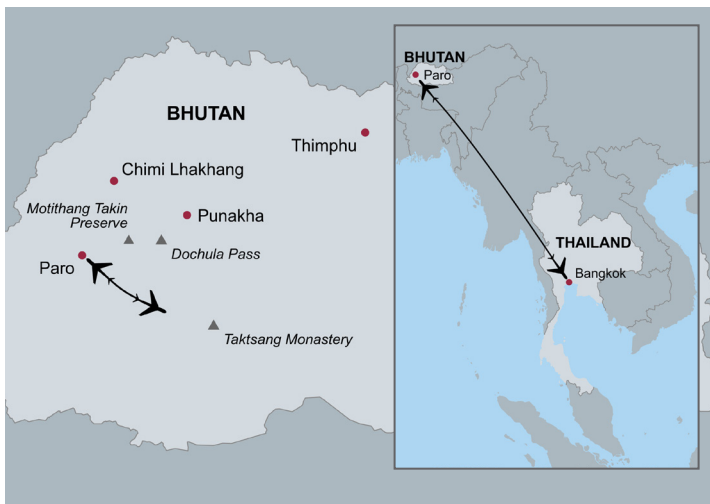 BHUTAN
Thimphu
Chimi Lhakhang
Motithang Takin
Preserve
Punakha
Dochula Pass
Paro
Taktsang Monastery
BHUTAN
Paro
THAILAND
Bangkok